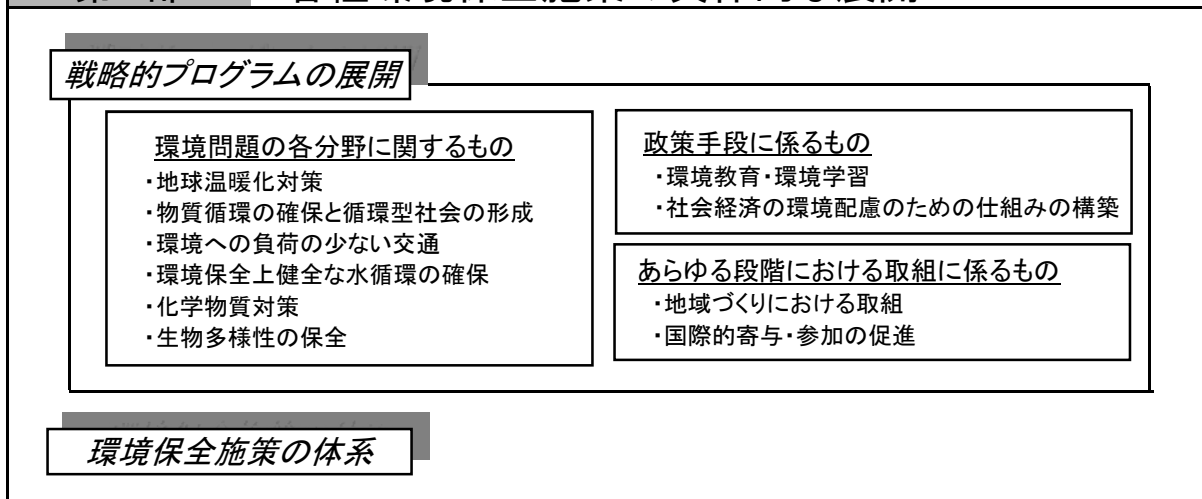 戦略的プログラムの展開
環境問題の各分野に関するもの
・地球温暖化対策
・物質循環の確保と循環型社会の形成
・環境への負荷の少ない交通
・環境保全上健全な水循環の確保
・化学物質対策
・生物多様性の保全
政策手段に係るもの
・環境教育・環境学習
・社会経済の環境配慮のための仕組みの構築
あらゆる段階における取組に係るもの
・地域づくりにおける取組
・国際的寄与・参加の促進
環境保全施策の体系